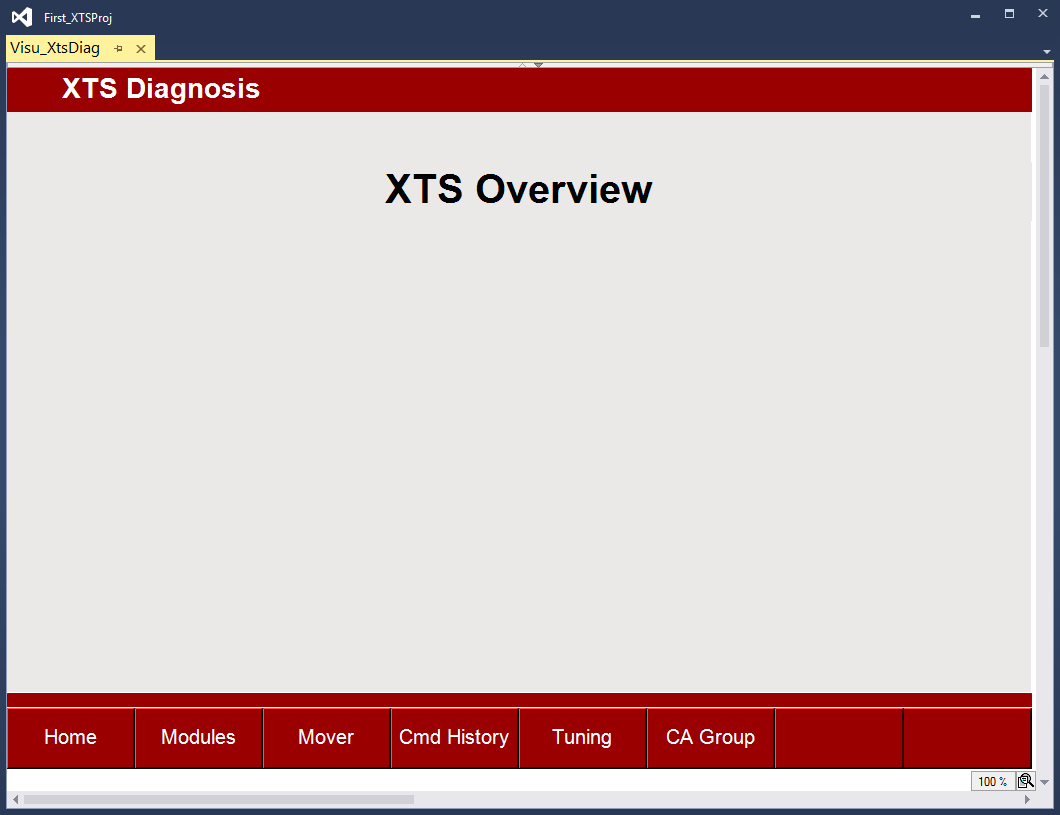 First_XTSProj
Visu_XtsDiag
XTS Diagnosis
XTS Overview
Home Modules Mover Cmd History Tuning CA Group
100 %